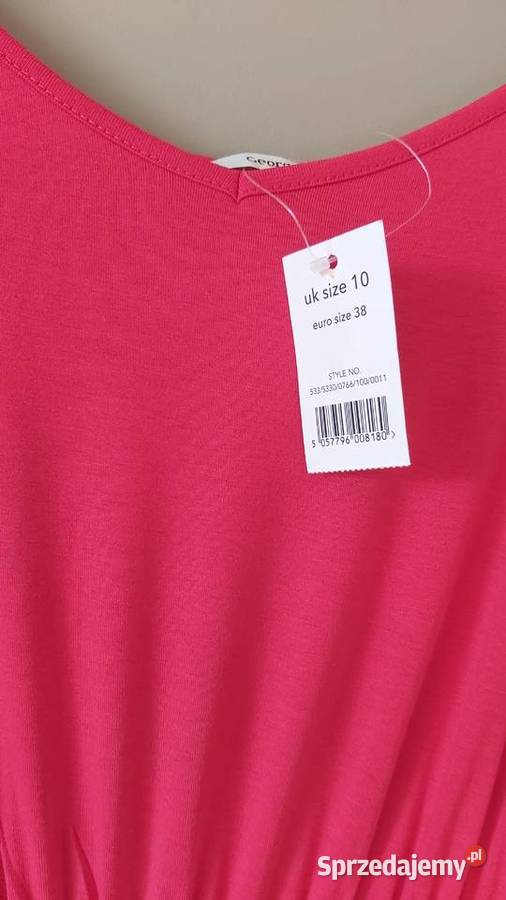 uk size 10
euro size 38
STYLE NO
533/5330/0766/100/0011
5 057796 008180 >
Sprzedajemy.pl